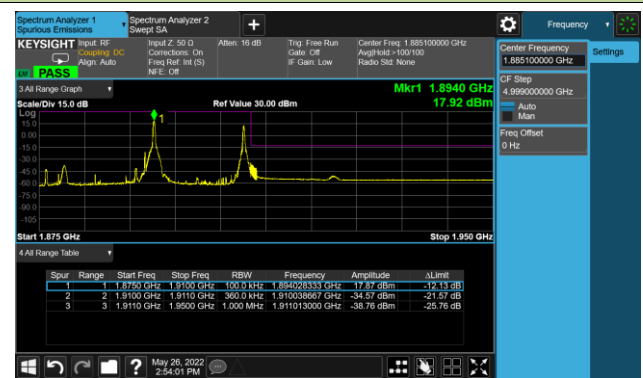 Spectrum Analyzer 1
Spurious Emissions
Spectrum Analyzer 2
Swept SA
Frequency
KEYSIGHT
Input: RF
Coupling: DC
Align: Auto
Input Z: 50 Ω
Corrections: On
Freq Ref: Int (S)
NFE: Off
Atten: 16 dB
Trig: Free Run
Gate: Off
IF Gain: Low
Center Freq: 1.885100000 GHz
Avg|Hold:>100/100
Radio Std: None
PASS
Center Frequency
1.885100000 GHz
Settings
CF Step
4.999000000 MHz
Auto
Man
Freq Offset
0 Hz
3 All Range Graph
Mkr1 1.8940 GHz
Scale/Div 15.0 dB
Ref Value 30.00 dBm
17.92 dBm
Log
15.0
0.00
-15.0
-30.0
-45.0
-60.0
-75.0
-90.0
-105
1
Start 1.875 GHz
Stop 1.950 GHz
4 All Range Table
Spur Range Start Freq Stop Freq RBW Frequency Amplitude ΔLimit
1 1 1.8750 GHz 1.9100 GHz 100.0 kHz 1.894028333 GHz 17.87 dBm -12.13 dB
2 2 1.9100 GHz 1.9110 GHz 360.0 kHz 1.910038667 GHz -34.57 dBm -21.57 dB
3 3 1.9110 GHz 1.9500 GHz 1.000 MHz 1.911013000 GHz -38.76 dBm -25.76 dB
May 26, 2022
2:54:01 PM